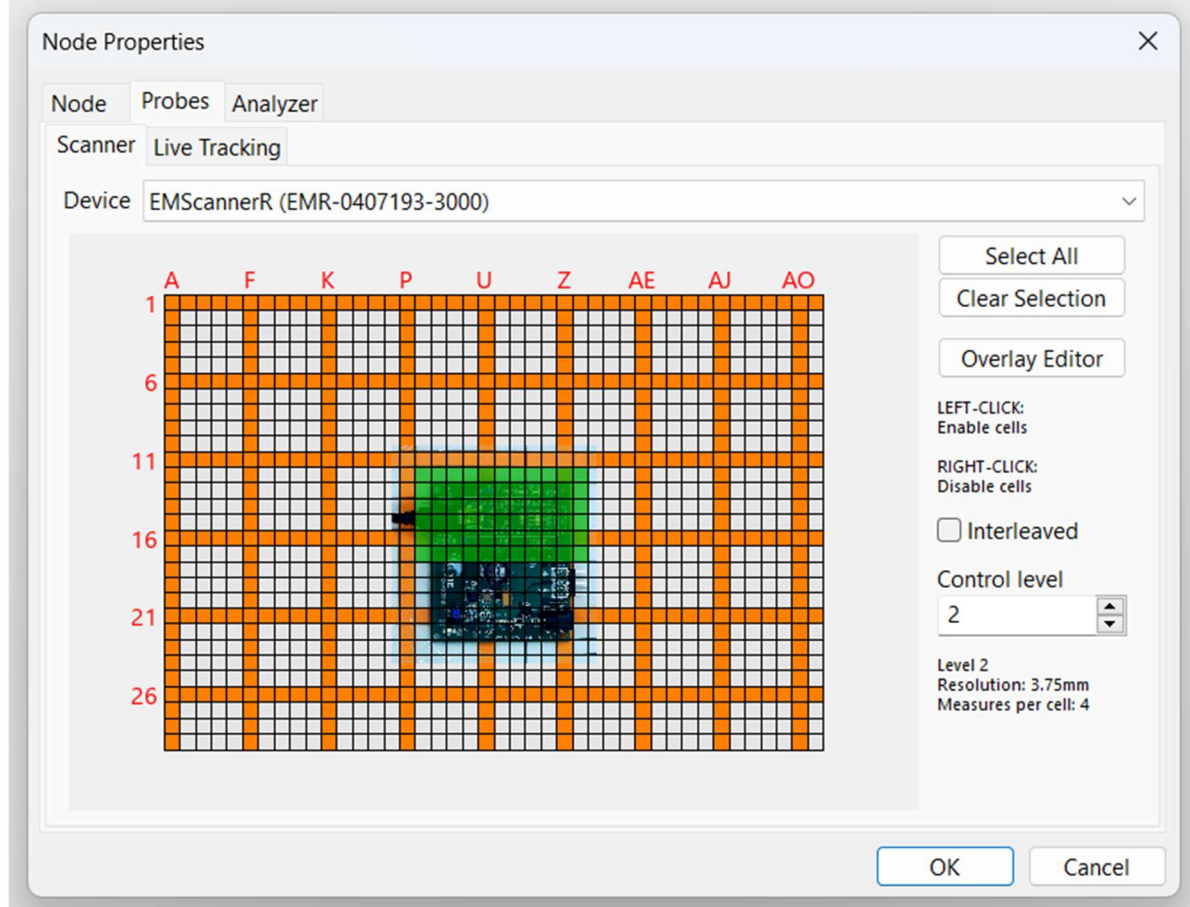 Node Properties
Node Probes Analyzer
Scanner Live Tracking
Device EMScannerR (EMR-0407193-3000)
A F K P U Z AE AJ AO
1
6
11
16
21
26
Select All
Clear Selection
Overlay Editor
LEFT-CLICK:
Enable cells
RIGHT-CLICK:
Disable cells
Interleaved
Control level
2
Level 2
Resolution: 3.75mm
Measures per cell: 4
OK Cancel